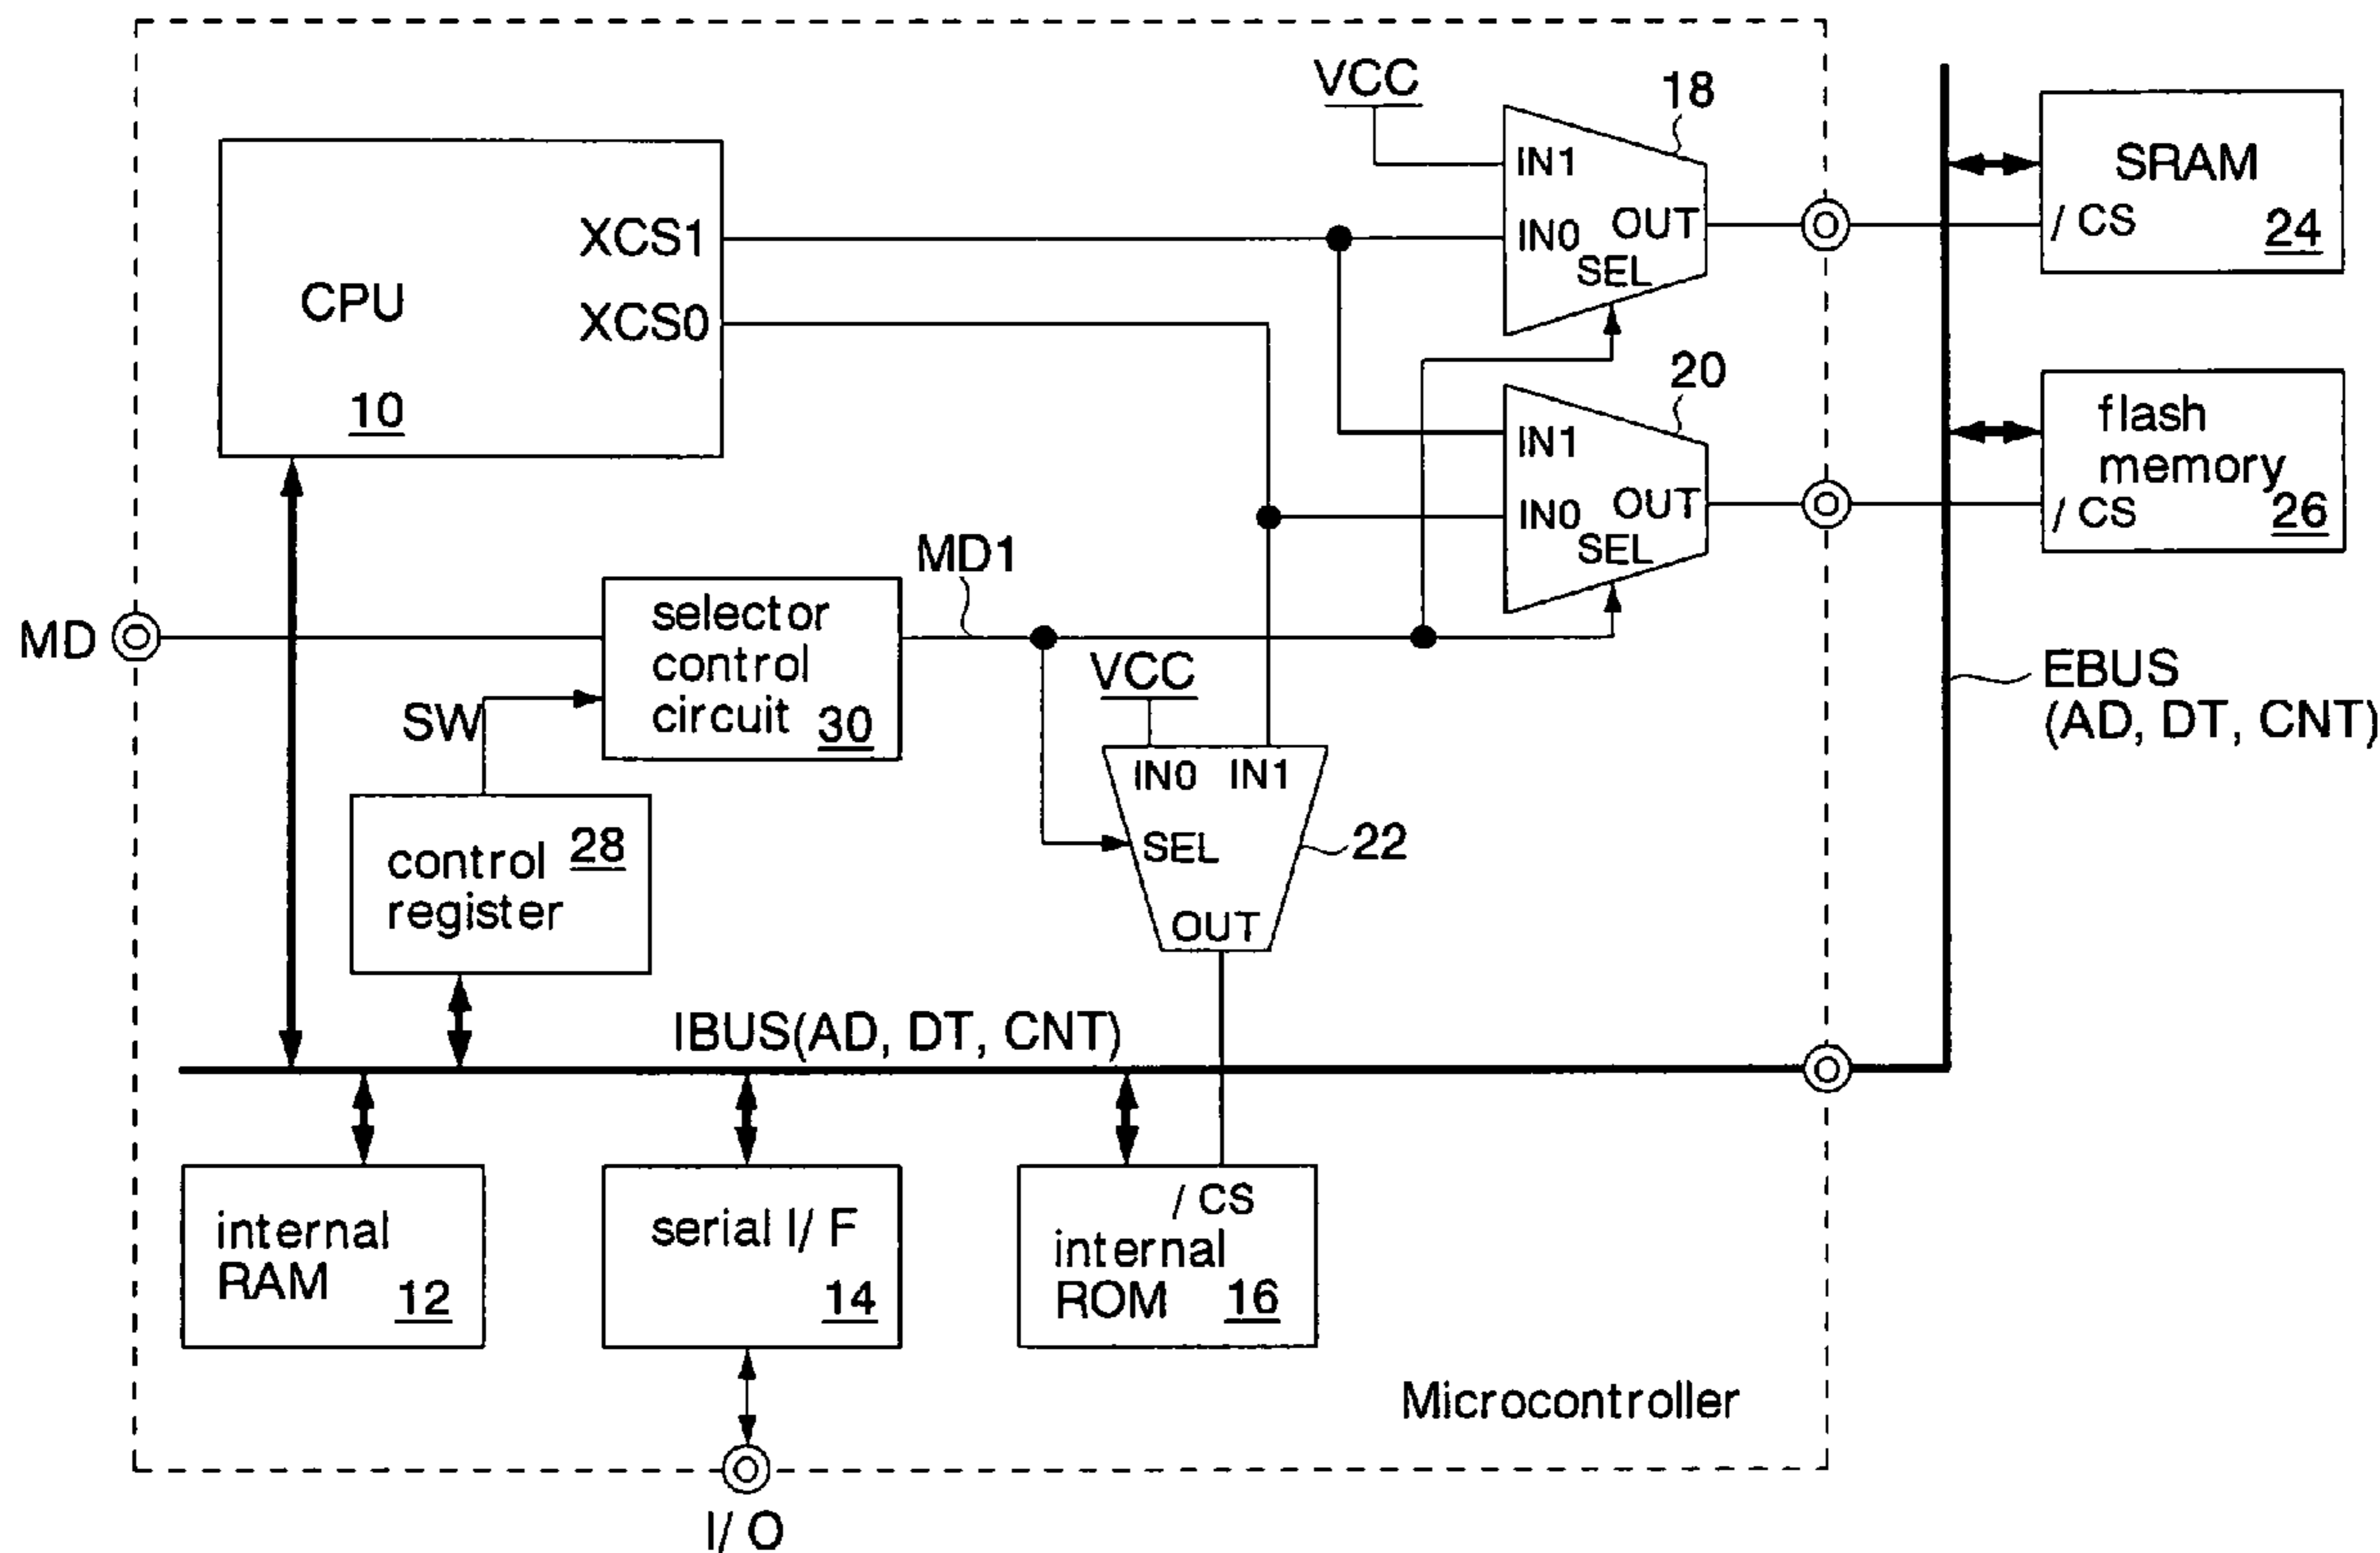 VCC
18
IN1
IN0
OUT
SEL
SRAM
/ CS
24
CPU
10
XCS1
XCS0
20
IN1
IN0
OUT
SEL
flash
memory
/ CS
26
MD
MD1
selector
control
circuit
30
SW
VCC
IN0
IN1
SEL
OUT
22
EBUS
(AD, DT, CNT)
control
register
28
IBUS(AD, DT, CNT)
internal
RAM
12
serial I/ F
14
/ CS
internal
ROM
16
Microcontroller
I/ O